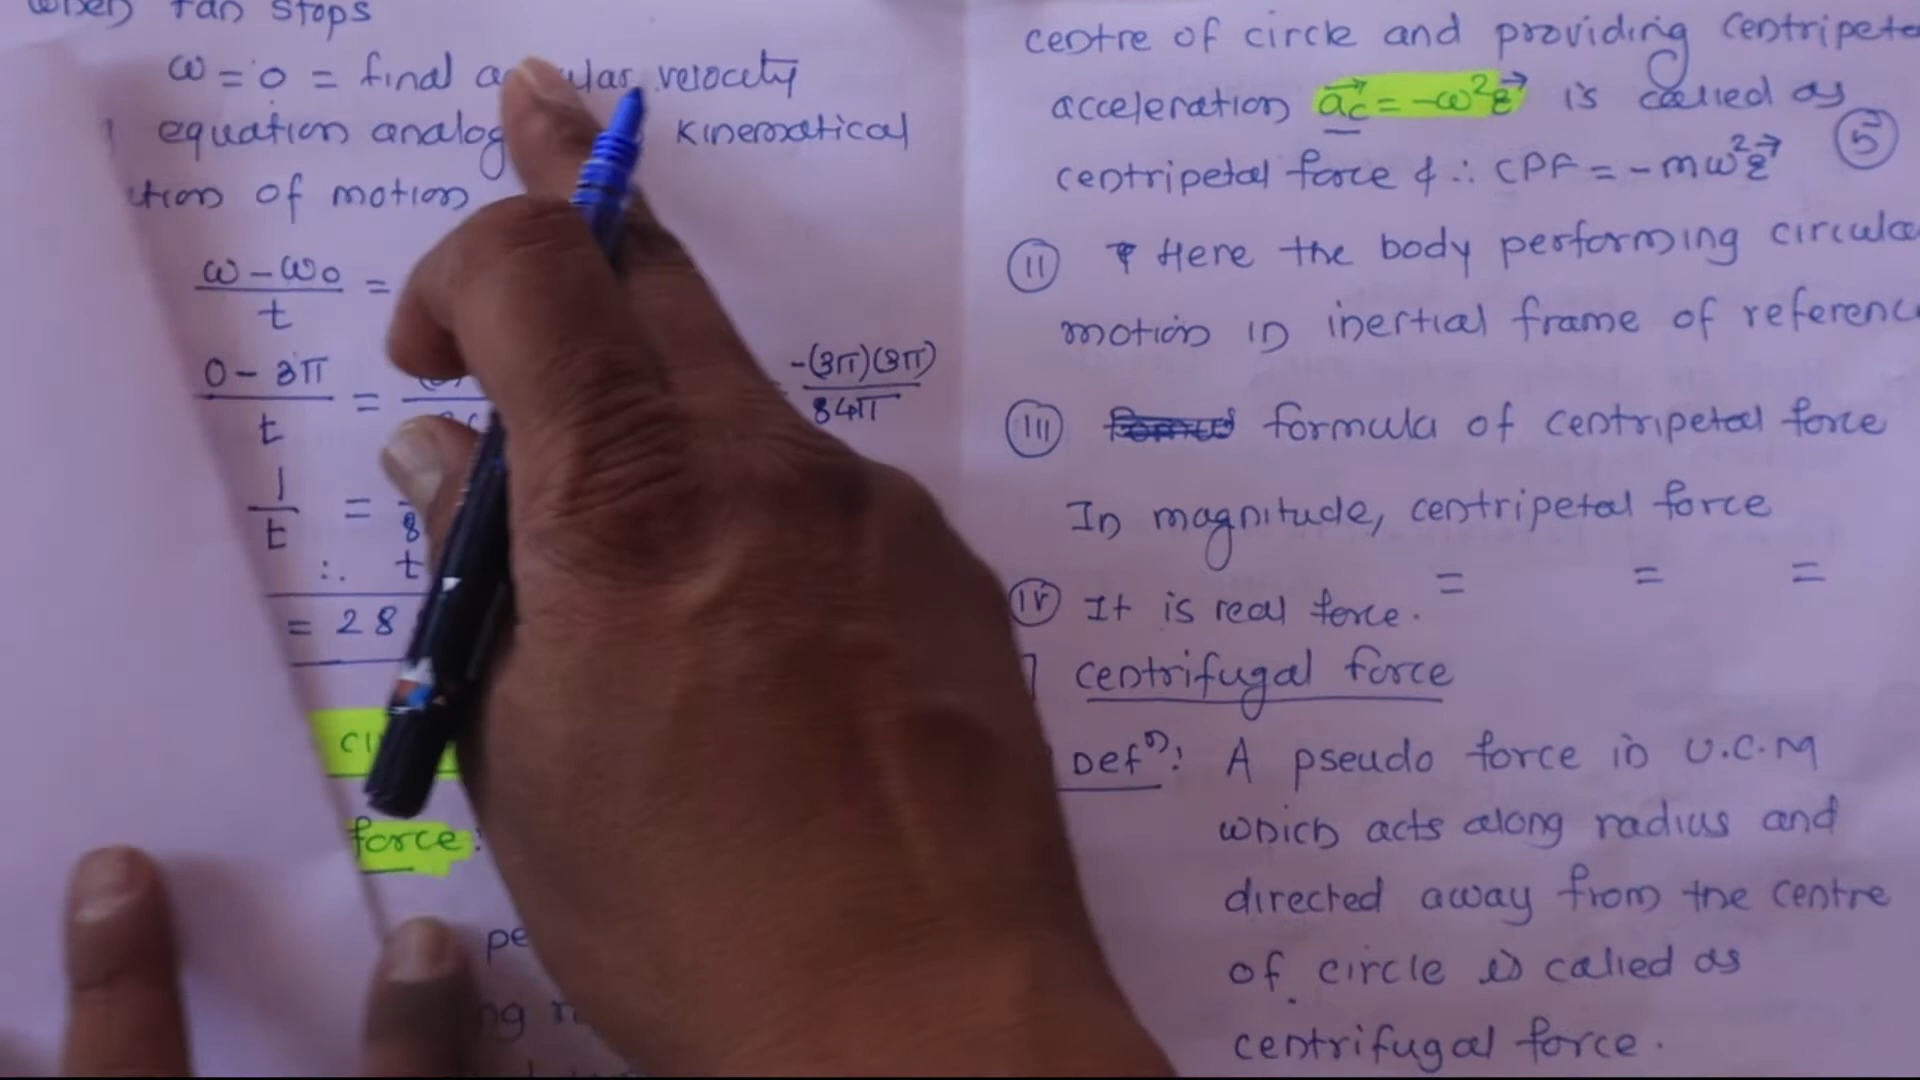 when fan stops
ω = 0 = final angular velocity
equation analog kinematical
tion of motion
ω - ω0 / t =
0 - 3π / t = -(3π)(3π) / 84π
1 / t = 8
∴ t
= 28
force:
pe
ng
centre of circle and providing centripeta
acceleration a⃗c = -ω²r⃗ is called as
centripetal force & ∴ CPF = -mω²r⃗ 5
II Here the body performing circula
motion in inertial frame of referenc
III formula of centripetal force
In magnitude, centripetal force
= = =
IV It is real force.
centrifugal force
Defn: A pseudo force in U.C.M
which acts along radius and
directed away from the centre
of circle is called as
centrifugal force.